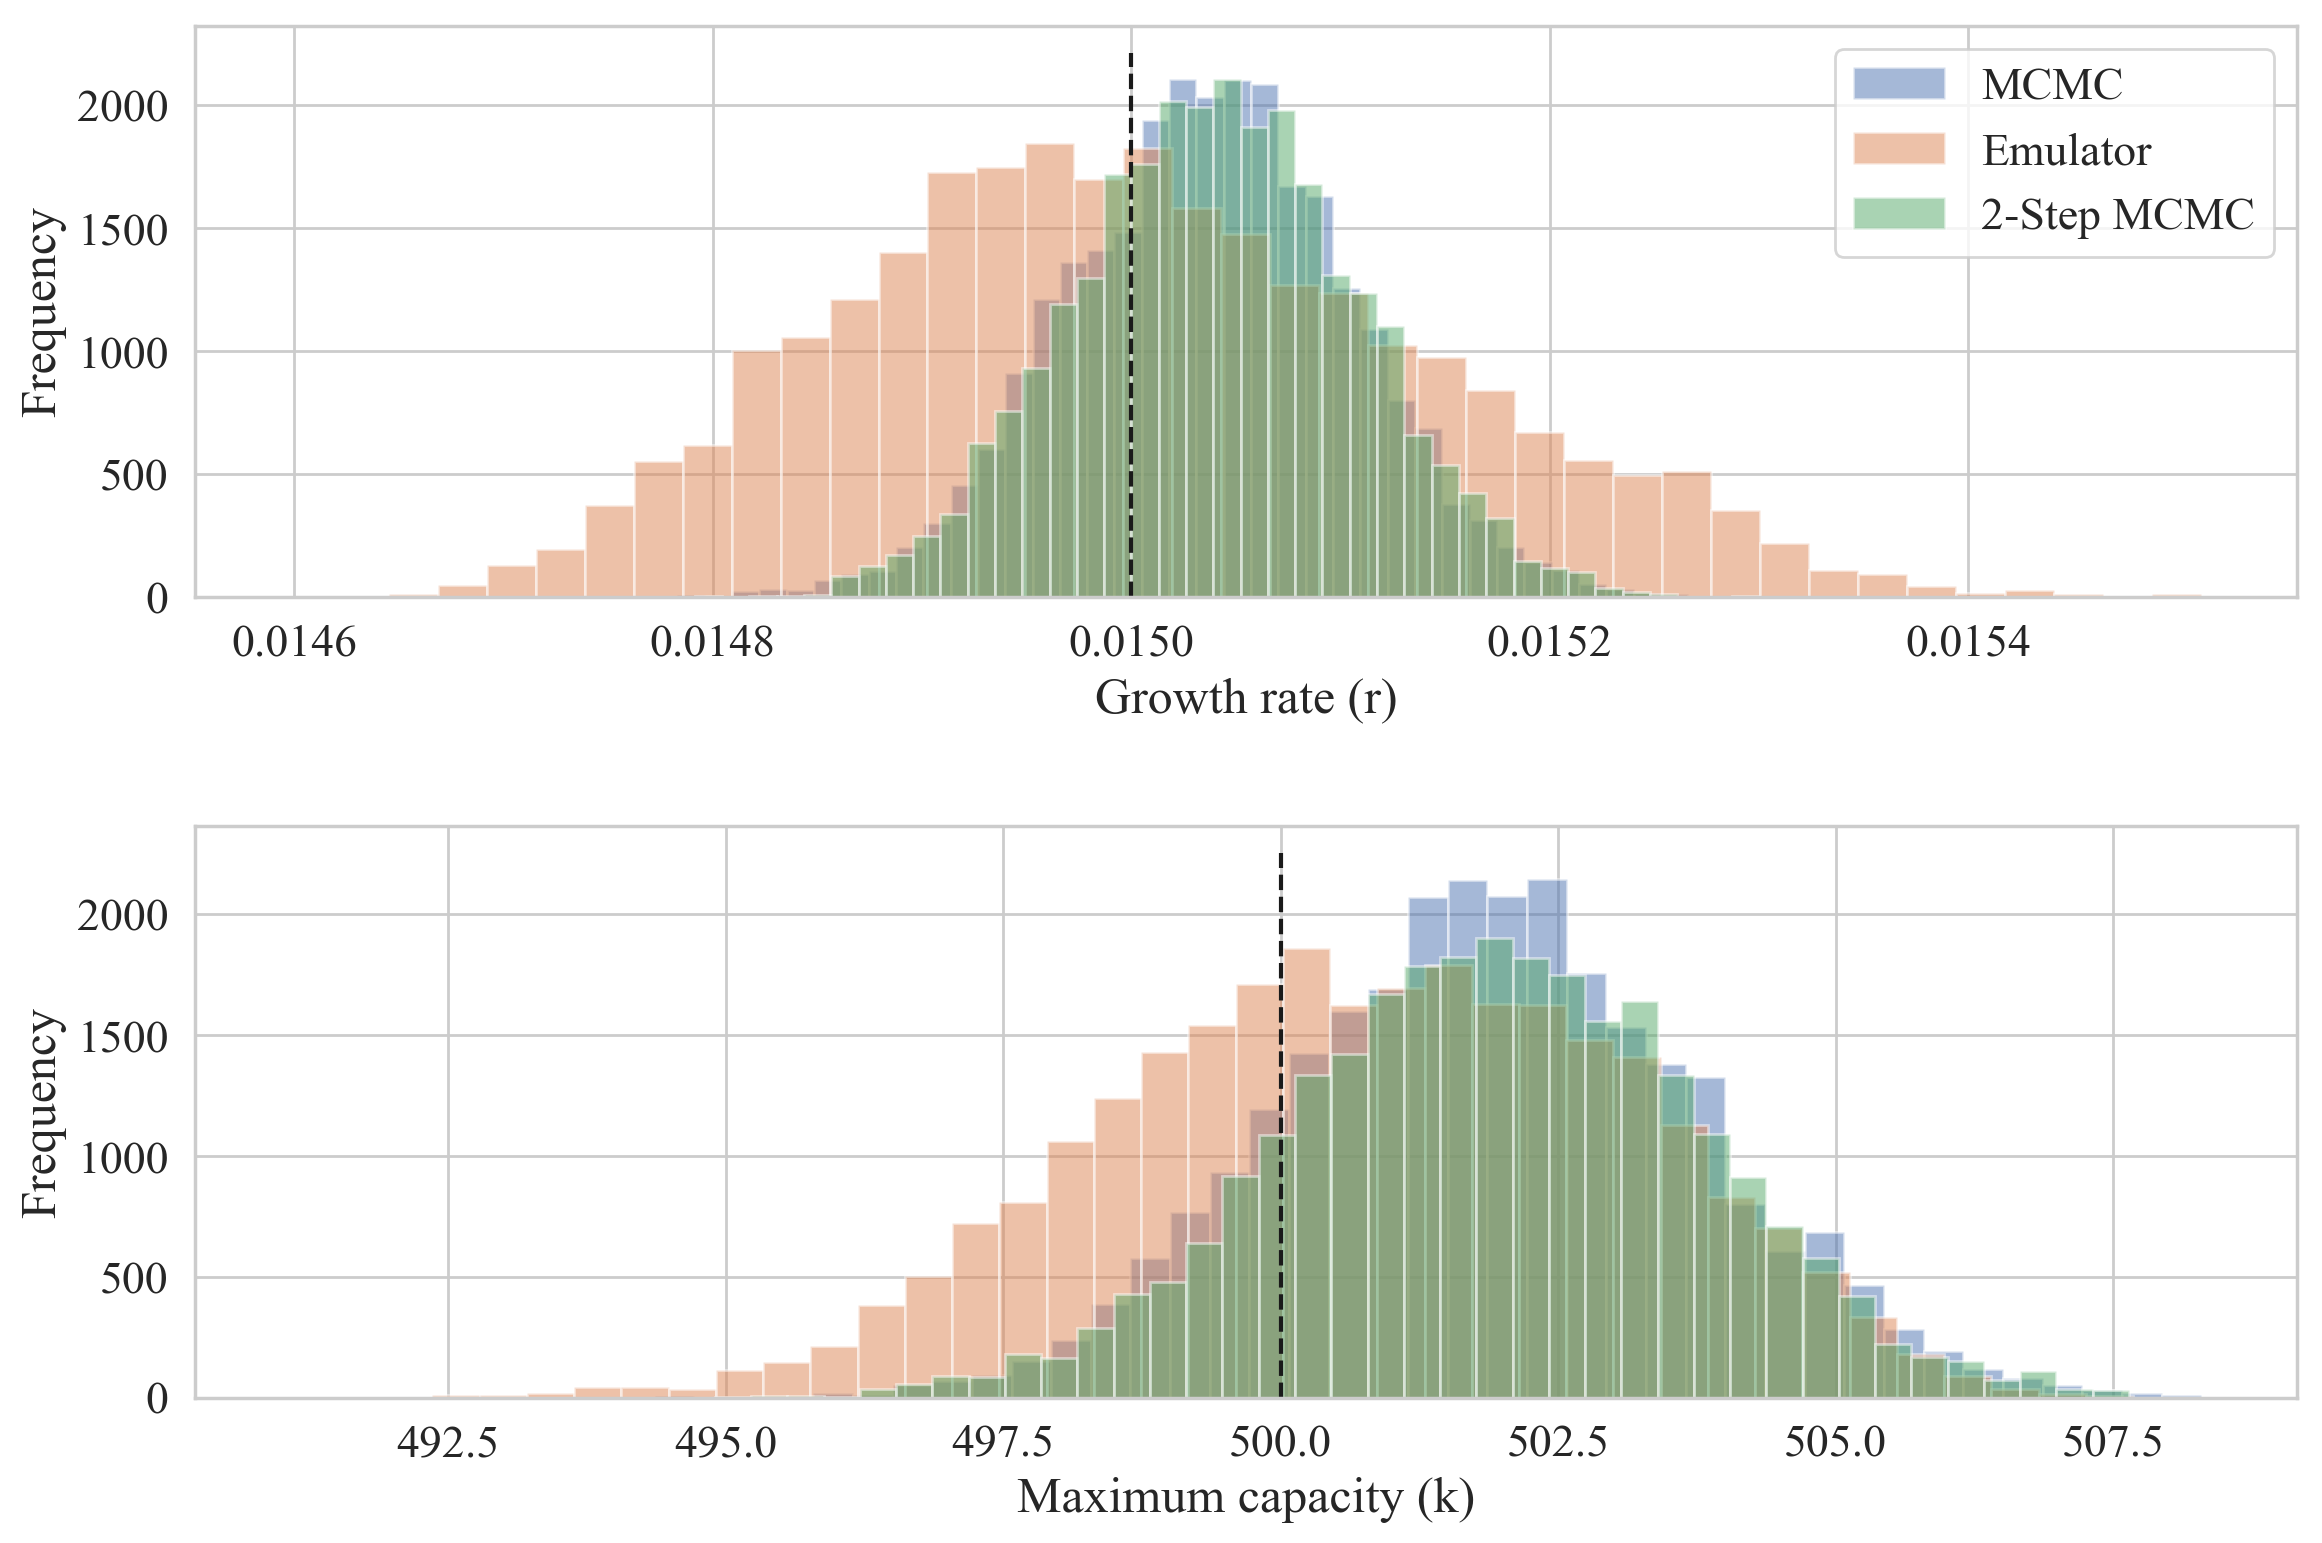 Frequency
2000
1500
1000
500
0
MCMC
Emulator
2-Step MCMC
0.0146 0.0148 0.0150 0.0152 0.0154
Growth rate (r)
Frequency
2000
1500
1000
500
0
492.5 495.0 497.5 500.0 502.5 505.0 507.5
Maximum capacity (k)